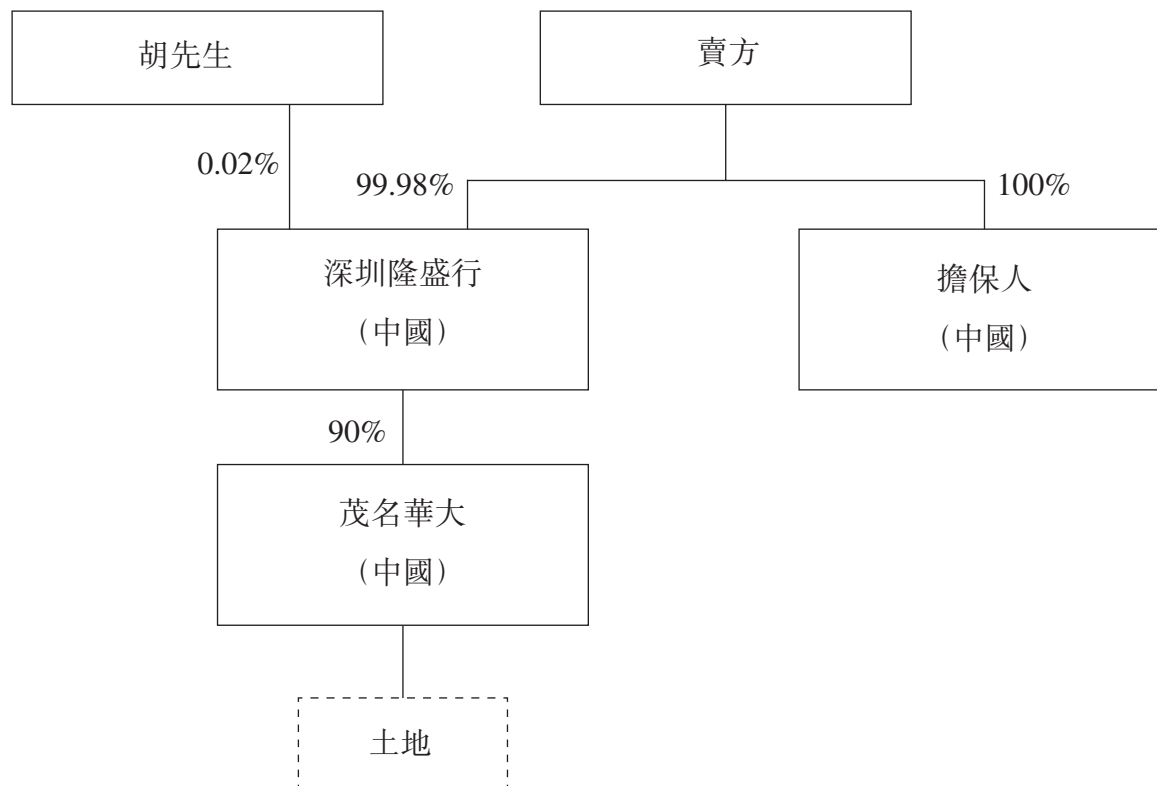 胡先生
賣方
0.02%
99.98%
100%
深圳隆盛行
（中國）
擔保人
（中國）
90%
茂名華大
（中國）
土地